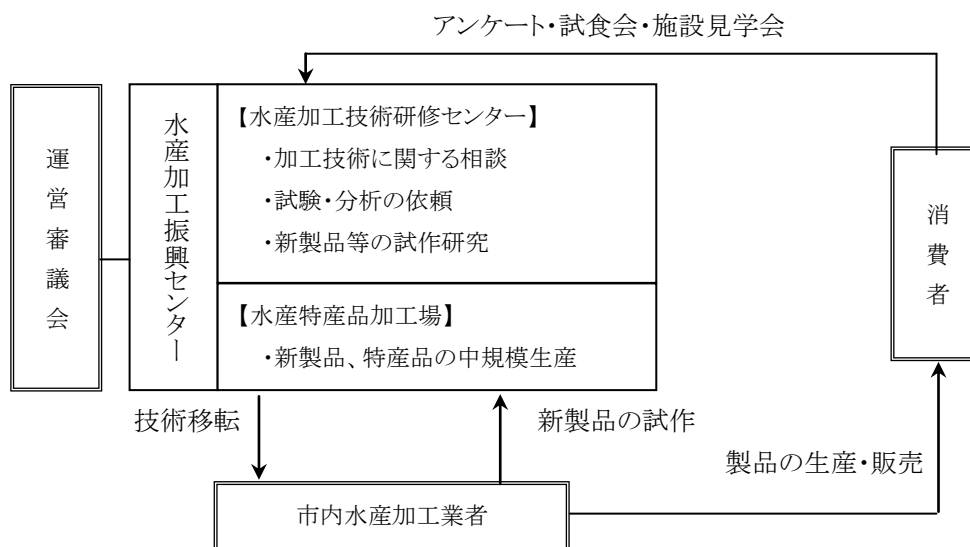 アンケート・試食会・施設見学会
運営審議会
水産加工振興センター
【水産加工技術研修センター】
・加工技術に関する相談
・試験・分析の依頼
・新製品等の試作研究
【水産特産品加工場】
・新製品、特産品の中規模生産
消費者
技術移転
新製品の試作
製品の生産・販売
市内水産加工業者